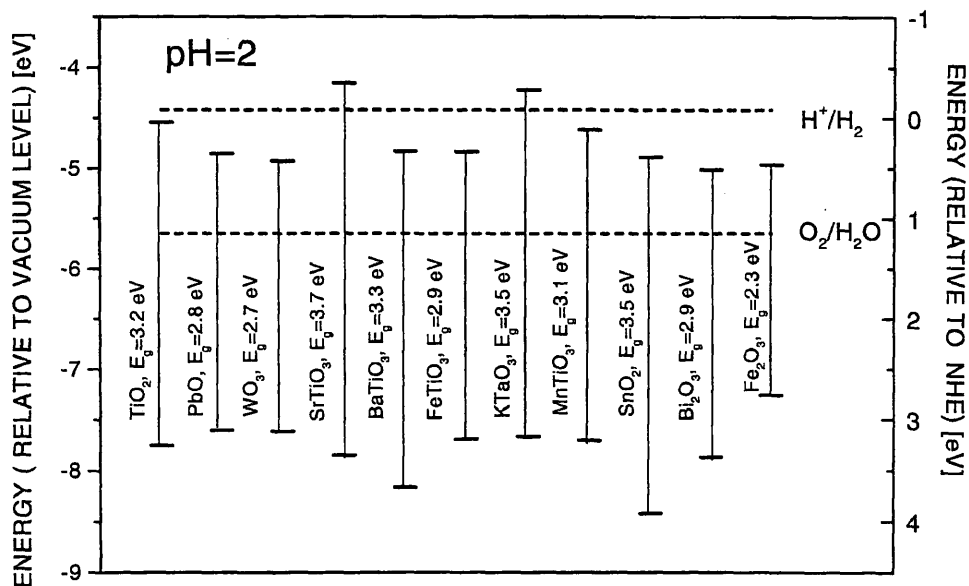 ENERGY ( RELATIVE TO VACUUM LEVEL) [eV]
-4
-5
-6
-7
-8
-9
pH=2
TiO2, Eg=3.2 eV
PbO, Eg=2.8 eV
WO3, Eg=2.7 eV
SrTiO3, Eg=3.7 eV
BaTiO3, Eg=3.3 eV
FeTiO3, Eg=2.9 eV
KTaO3, Eg=3.5 eV
MnTiO3, Eg=3.1 eV
SnO2, Eg=3.5 eV
Bi2O3, Eg=2.9 eV
Fe2O3, Eg=2.3 eV
H+/H2
O2/H2O
-1
0
1
2
3
4
ENERGY (RELATIVE TO NHE) [eV]